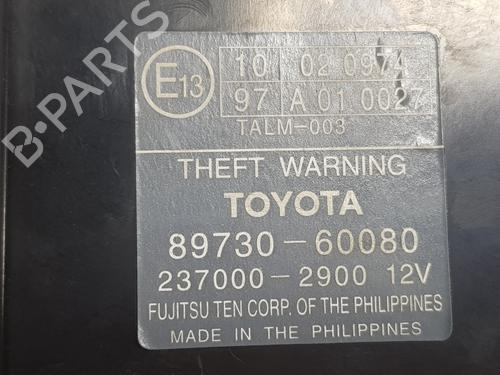 B-PARTS
E13
10 02 0974
97 A 01 0027
TALM-003
THEFT WARNING
TOYOTA
89730-60080
237000-2900 12V
FUJITSU TEN CORP. OF THE PHILIPPINES
MADE IN THE PHILIPPINES